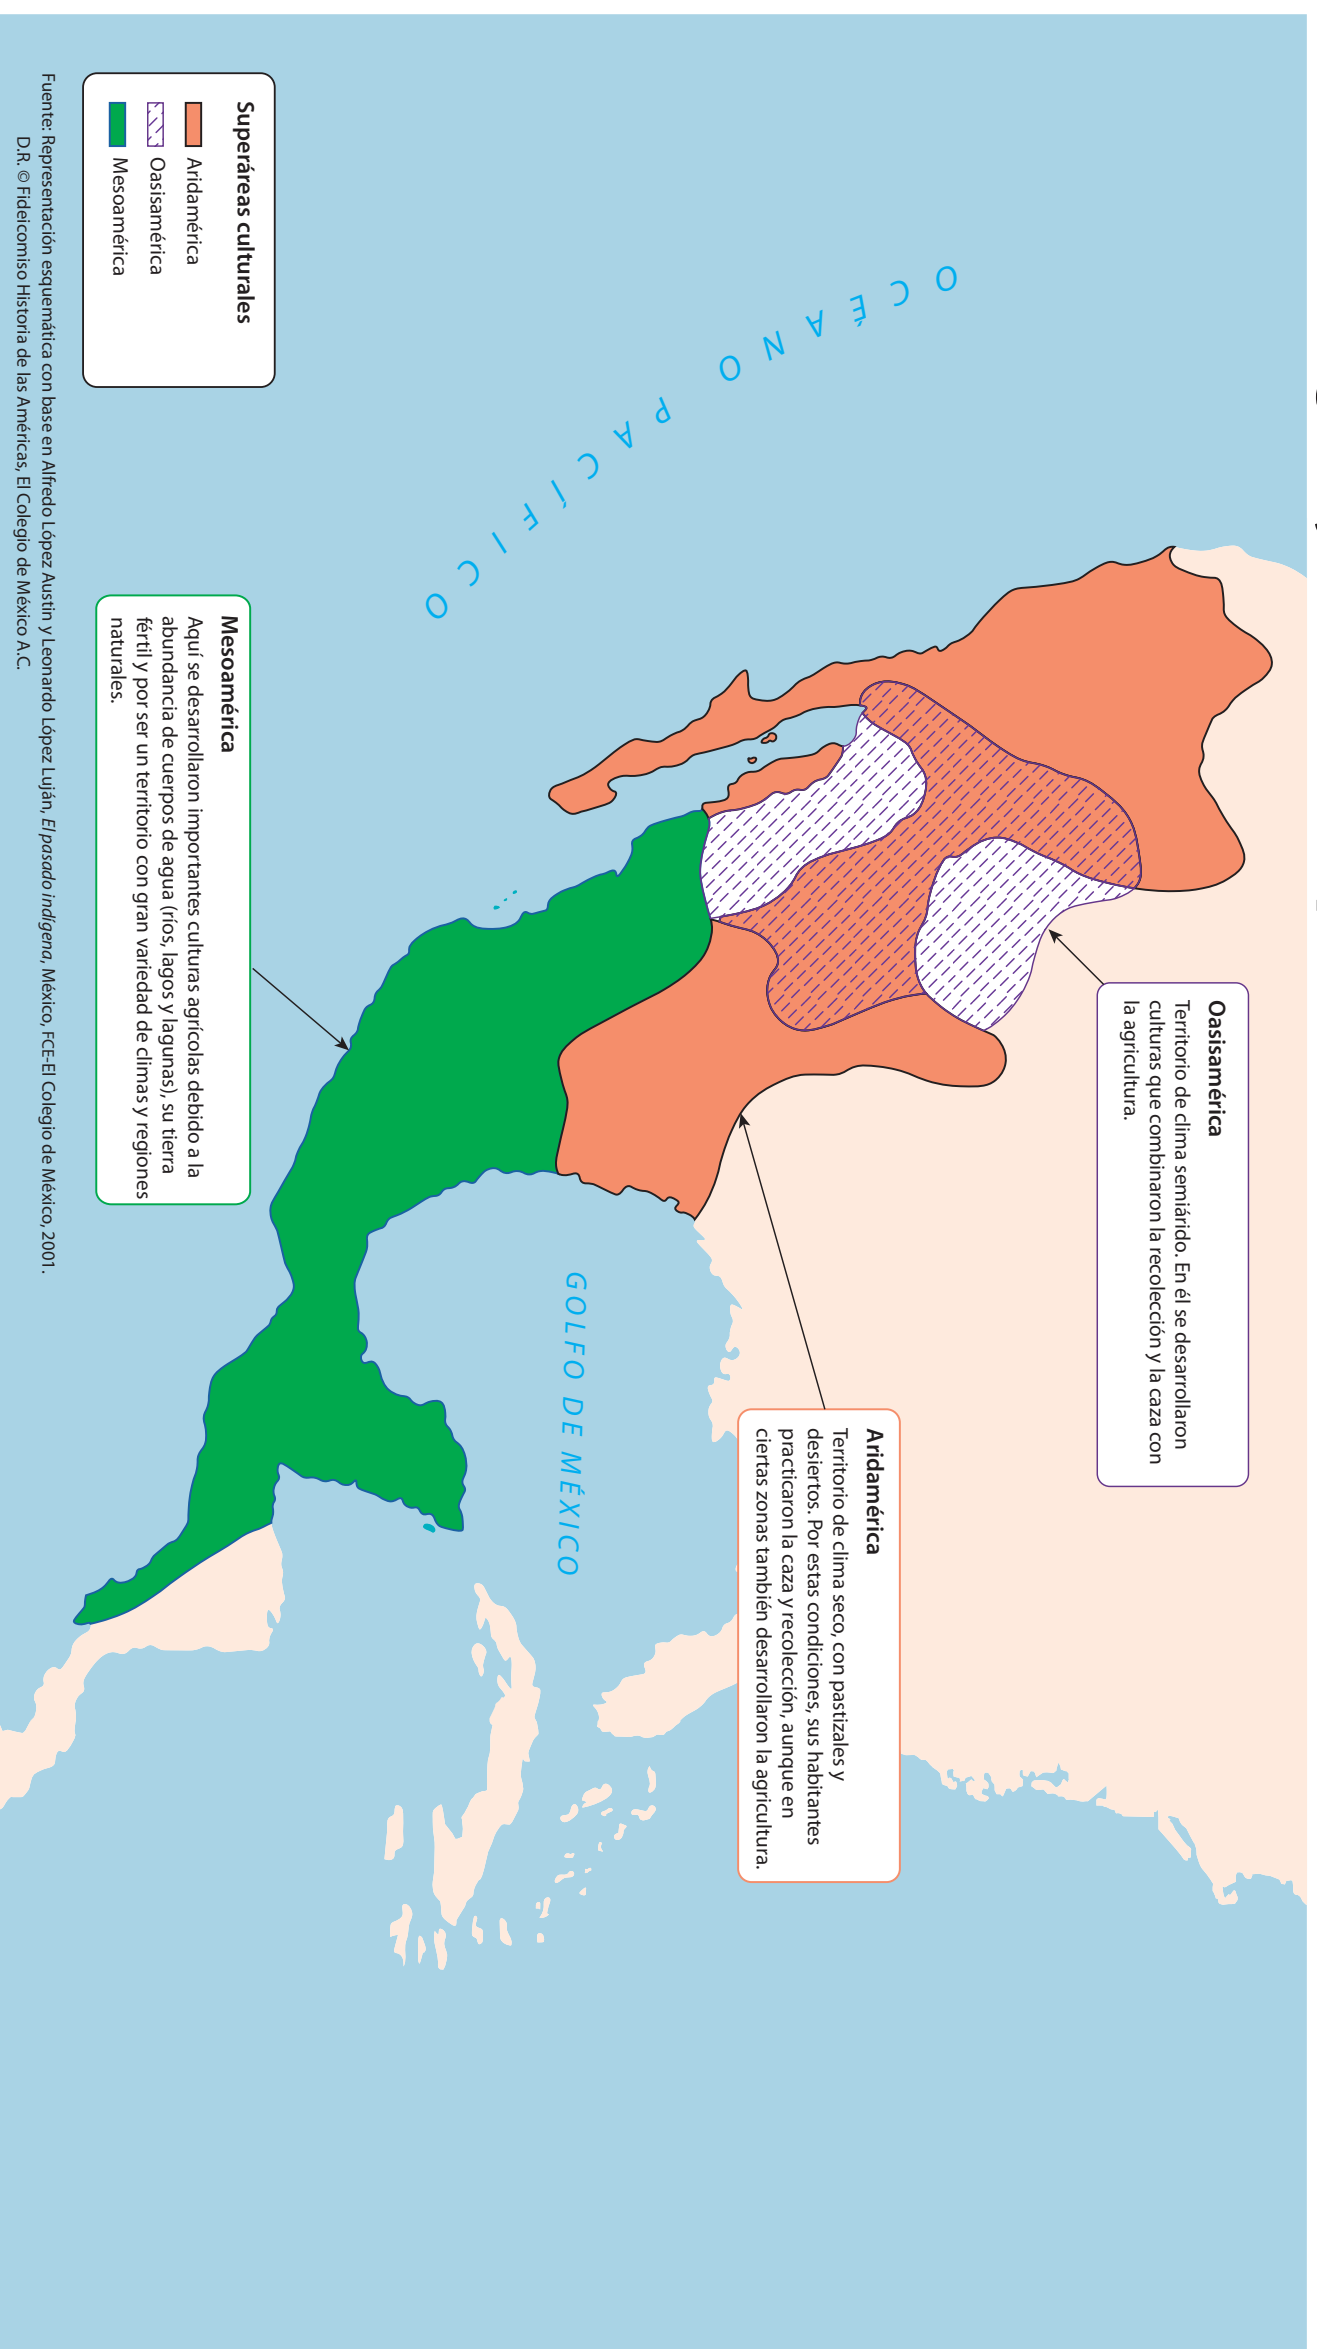 Oasisamérica
Territorio de clima semiárido. En él se desarrollaron
culturas que combinaron la recolección y la caza con
la agricultura.
Aridamérica
Territorio de clima seco, con pastizales y
desiertos. Por estas condiciones, sus habitantes
practicaron la caza y recolección, aunque en
ciertas zonas también desarrollaron la agricultura.
OCÉANO PACÍFICO
GOLFO DE MÉXICO
Superáreas culturales
Aridamérica
Oasisamérica
Mesoamérica
Mesoamérica
Aquí se desarrollaron importantes culturas agrícolas debido a la
abundancia de cuerpos de agua (ríos, lagos y lagunas), su tierra
fértil y por ser un territorio con gran variedad de climas y regiones
naturales.
Fuente: Representación esquemática con base en Alfredo López Austin y Leonardo López Luján, El pasado indígena, México, FCE-El Colegio de México, 2001.
D.R. © Fideicomiso Historia de las Américas, El Colegio de México A.C.